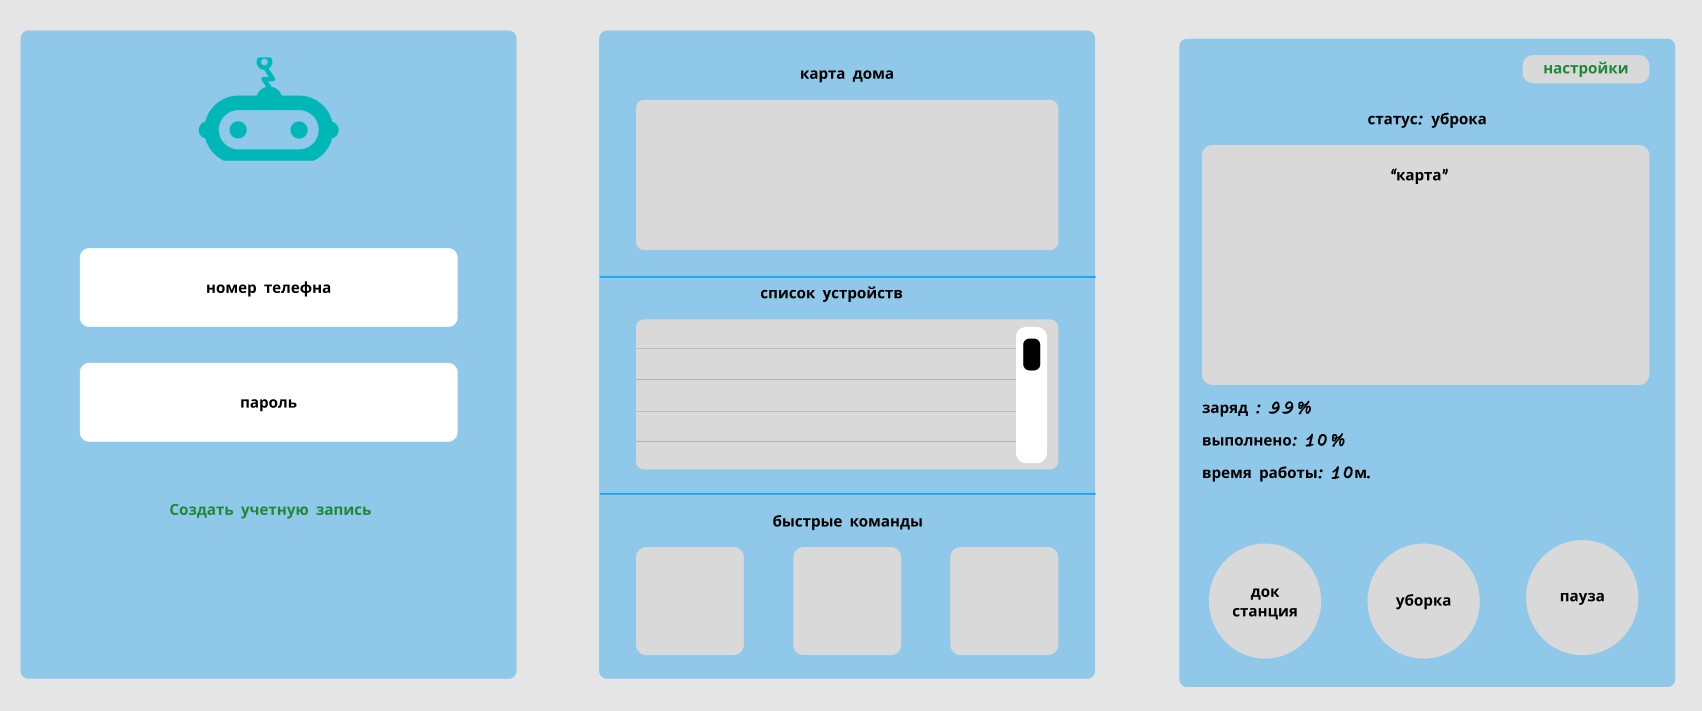 номер телефна
пароль
Создать учетную запись
карта дома
список устройств
быстрые команды
настройки
статус: уброка
“карта”
заряд : 99%
выполнено: 10%
время работы: 10м.
док
станция
уборка
пауза